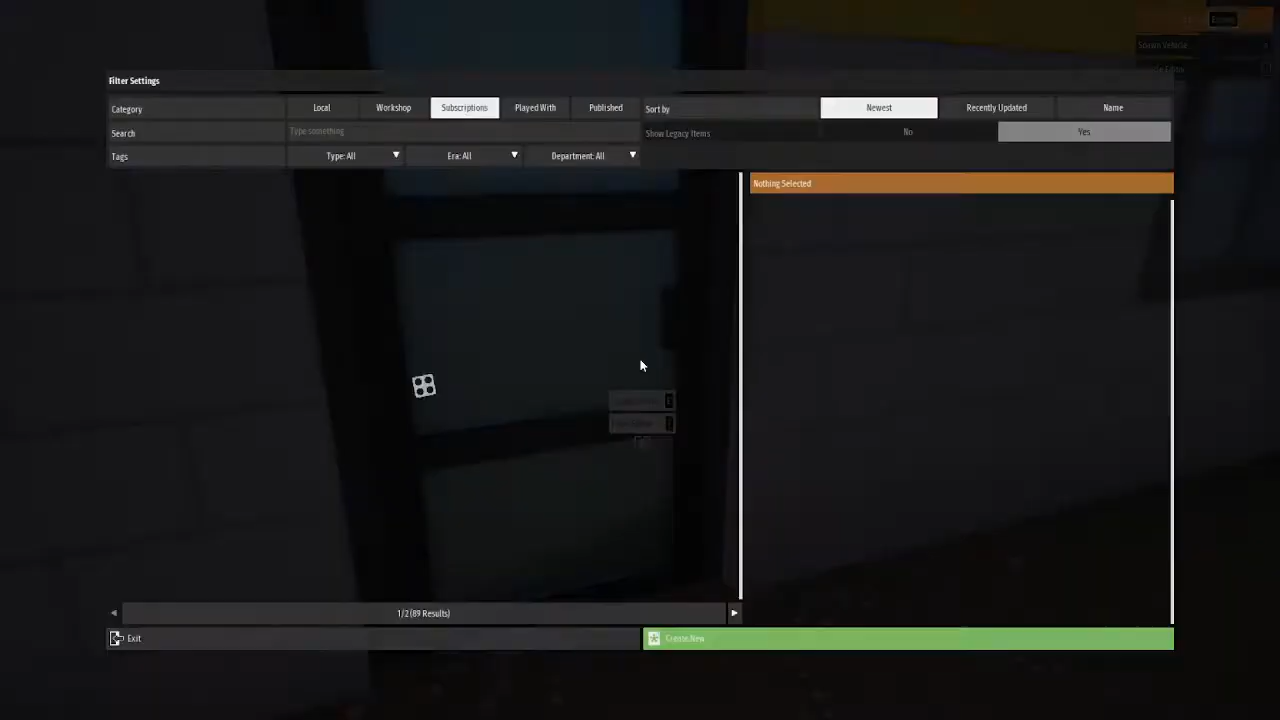 Filter Settings
Category Local Workshop Subscriptions Played With Published Sort by Newest Recently Updated Name
Search Type something Show Legacy Items No Yes
Tags Type: All Era: All Department: All
Nothing Selected
1/2 (89 Results)
Exit Create New